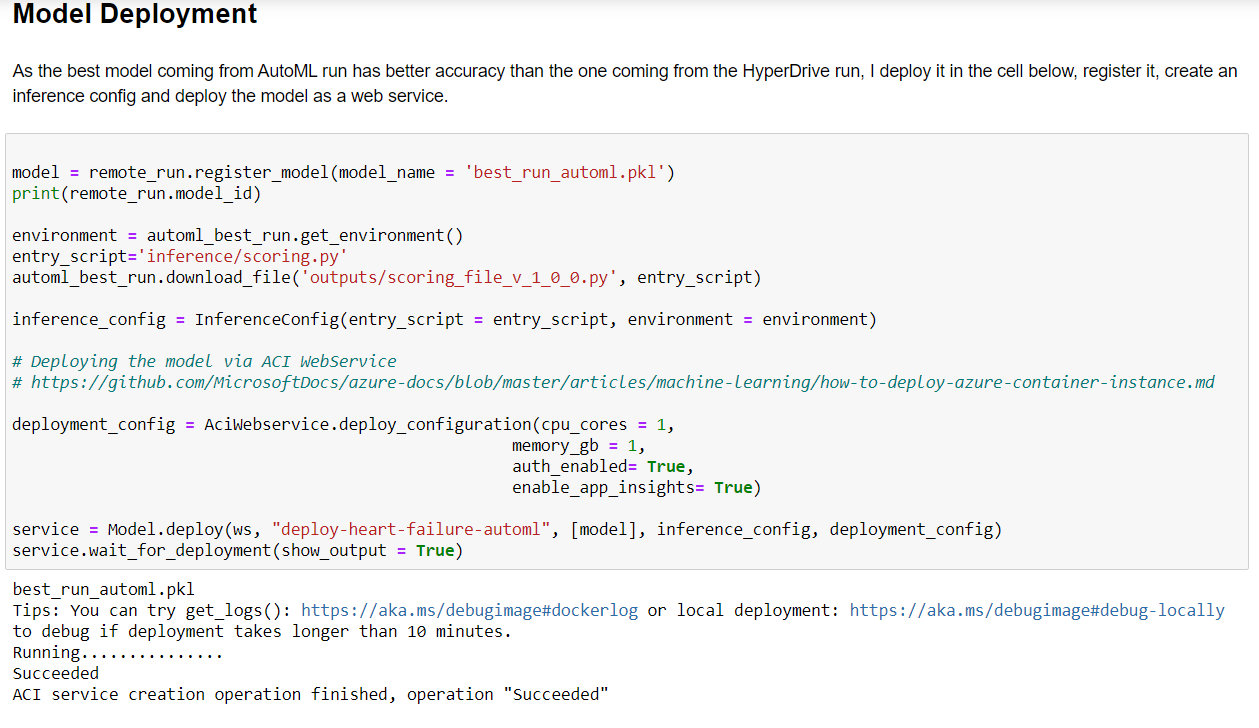 Model Deployment
As the best model coming from AutoML run has better accuracy than the one coming from the HyperDrive run, I deploy it in the cell below, register it, create an
inference config and deploy the model as a web service.
model = remote_run.register_model(model_name = 'best_run_automl.pkl')
print(remote_run.model_id)
environment = automl_best_run.get_environment()
entry_script='inference/scoring.py'
automl_best_run.download_file('outputs/scoring_file_v_1_0_0.py', entry_script)
inference_config = InferenceConfig(entry_script = entry_script, environment = environment)
# Deploying the model via ACI WebService
# https://github.com/MicrosoftDocs/azure-docs/blob/master/articles/machine-learning/how-to-deploy-azure-container-instance.md
deployment_config = AciWebservice.deploy_configuration(cpu_cores = 1,
memory_gb = 1,
auth_enabled= True,
enable_app_insights= True)
service = Model.deploy(ws, "deploy-heart-failure-automl", [model], inference_config, deployment_config)
service.wait_for_deployment(show_output = True)
best_run_automl.pkl
Tips: You can try get_logs(): https://aka.ms/debugimage#dockerlog or local deployment: https://aka.ms/debugimage#debug-locally
to debug if deployment takes longer than 10 minutes.
Running...............
Succeeded
ACI service creation operation finished, operation "Succeeded"